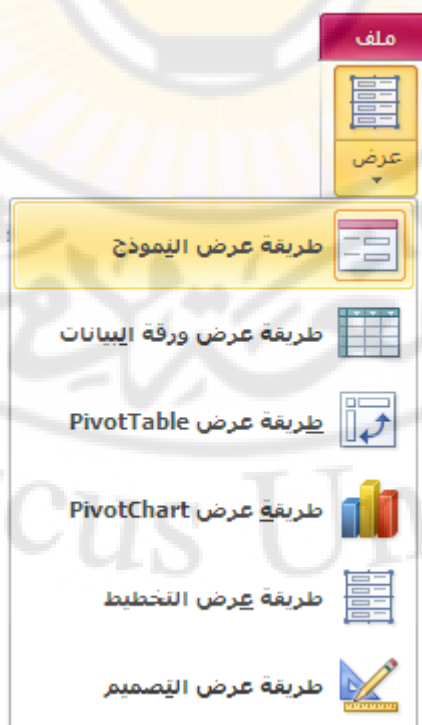 ملف
عرض
طريقة عرض النموذج
طريقة عرض ورقة البيانات
طريقة عرض PivotTable
طريقة عرض PivotChart
طريقة عرض التخطيط
طريقة عرض التصميم